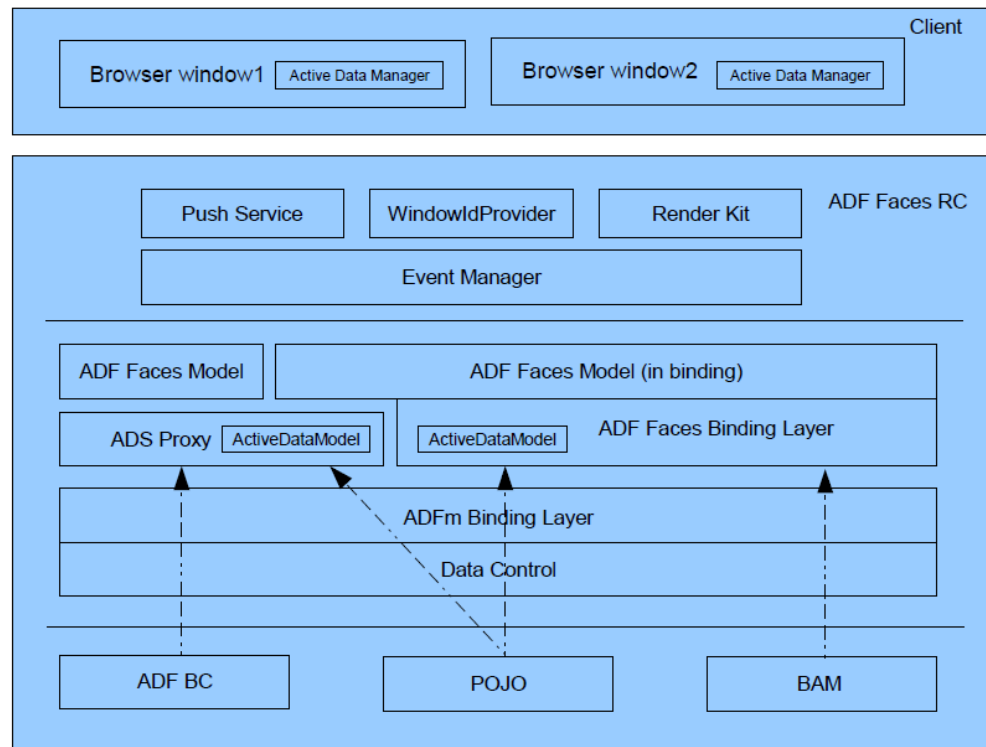 Client
Browser window1
Active Data Manager
Browser window2
Active Data Manager
ADF Faces RC
Push Service
WindowIdProvider
Render Kit
Event Manager
ADF Faces Model
ADF Faces Model (in binding)
ADS Proxy
ActiveDataModel
ActiveDataModel
ADF Faces Binding Layer
ADFm Binding Layer
Data Control
ADF BC
POJO
BAM